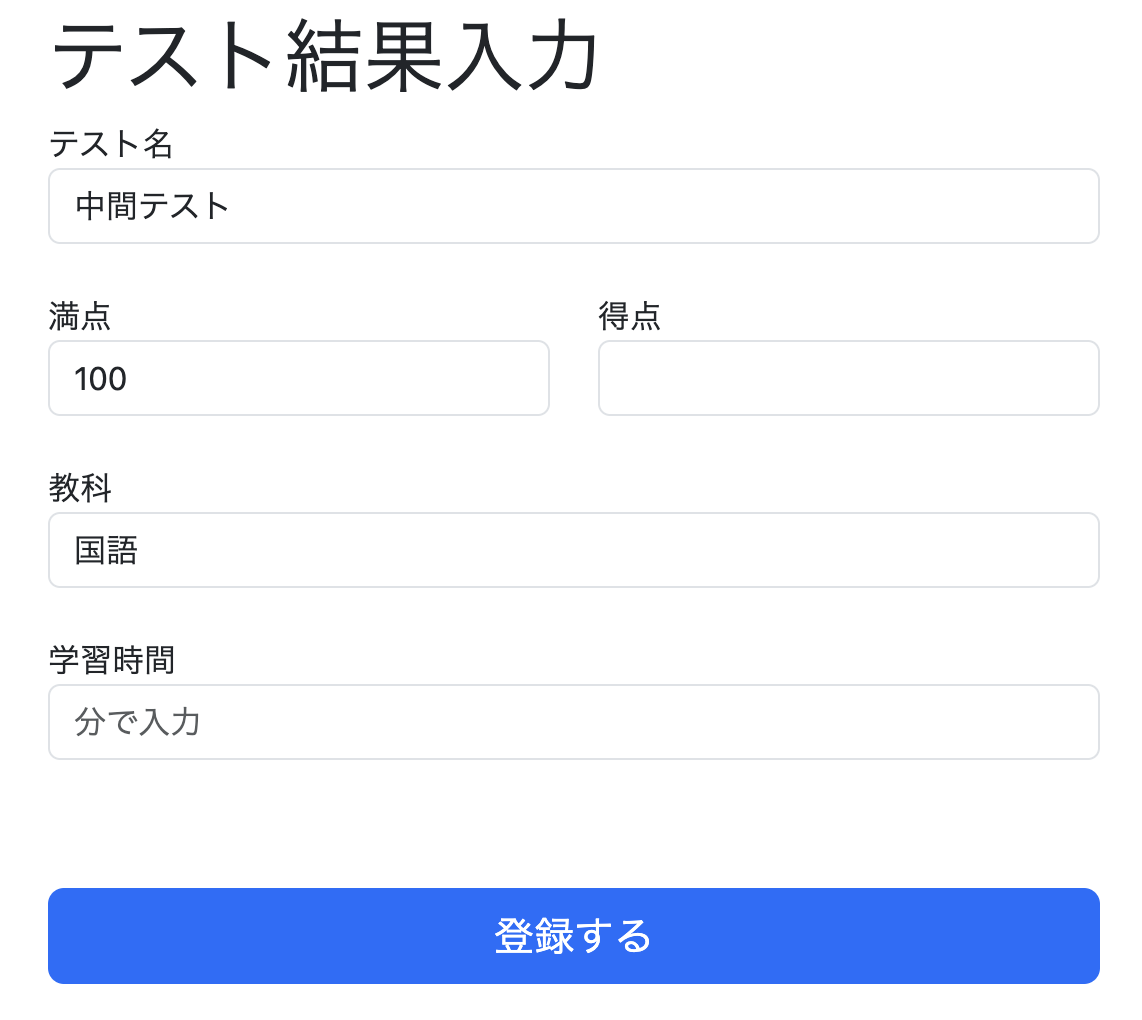 テスト結果入力
テスト名
中間テスト
満点
得点
100
教科
国語
学習時間
分で入力
登録する